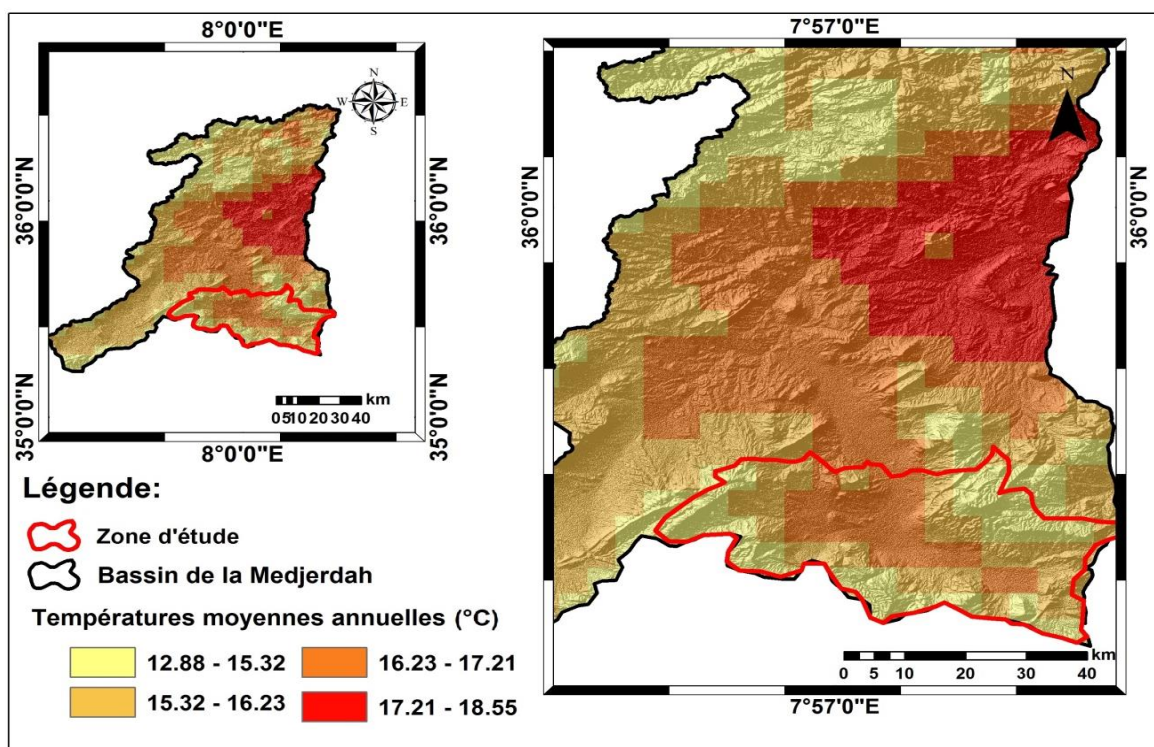 8°0'0"E
N
W E
S
36°0'0"N
36°0'0"N
35°0'0"N
35°0'0"N
km
0 5 10 20 30 40
8°0'0"E
Légende:
Zone d'étude
Bassin de la Medjerdah
Températures moyennes annuelles (°C)
12.88 - 15.32
16.23 - 17.21
15.32 - 16.23
17.21 - 18.55
7°57'0"E
N
36°0'0"N
36°0'0"N
km
0 5 10 20 30 40
7°57'0"E